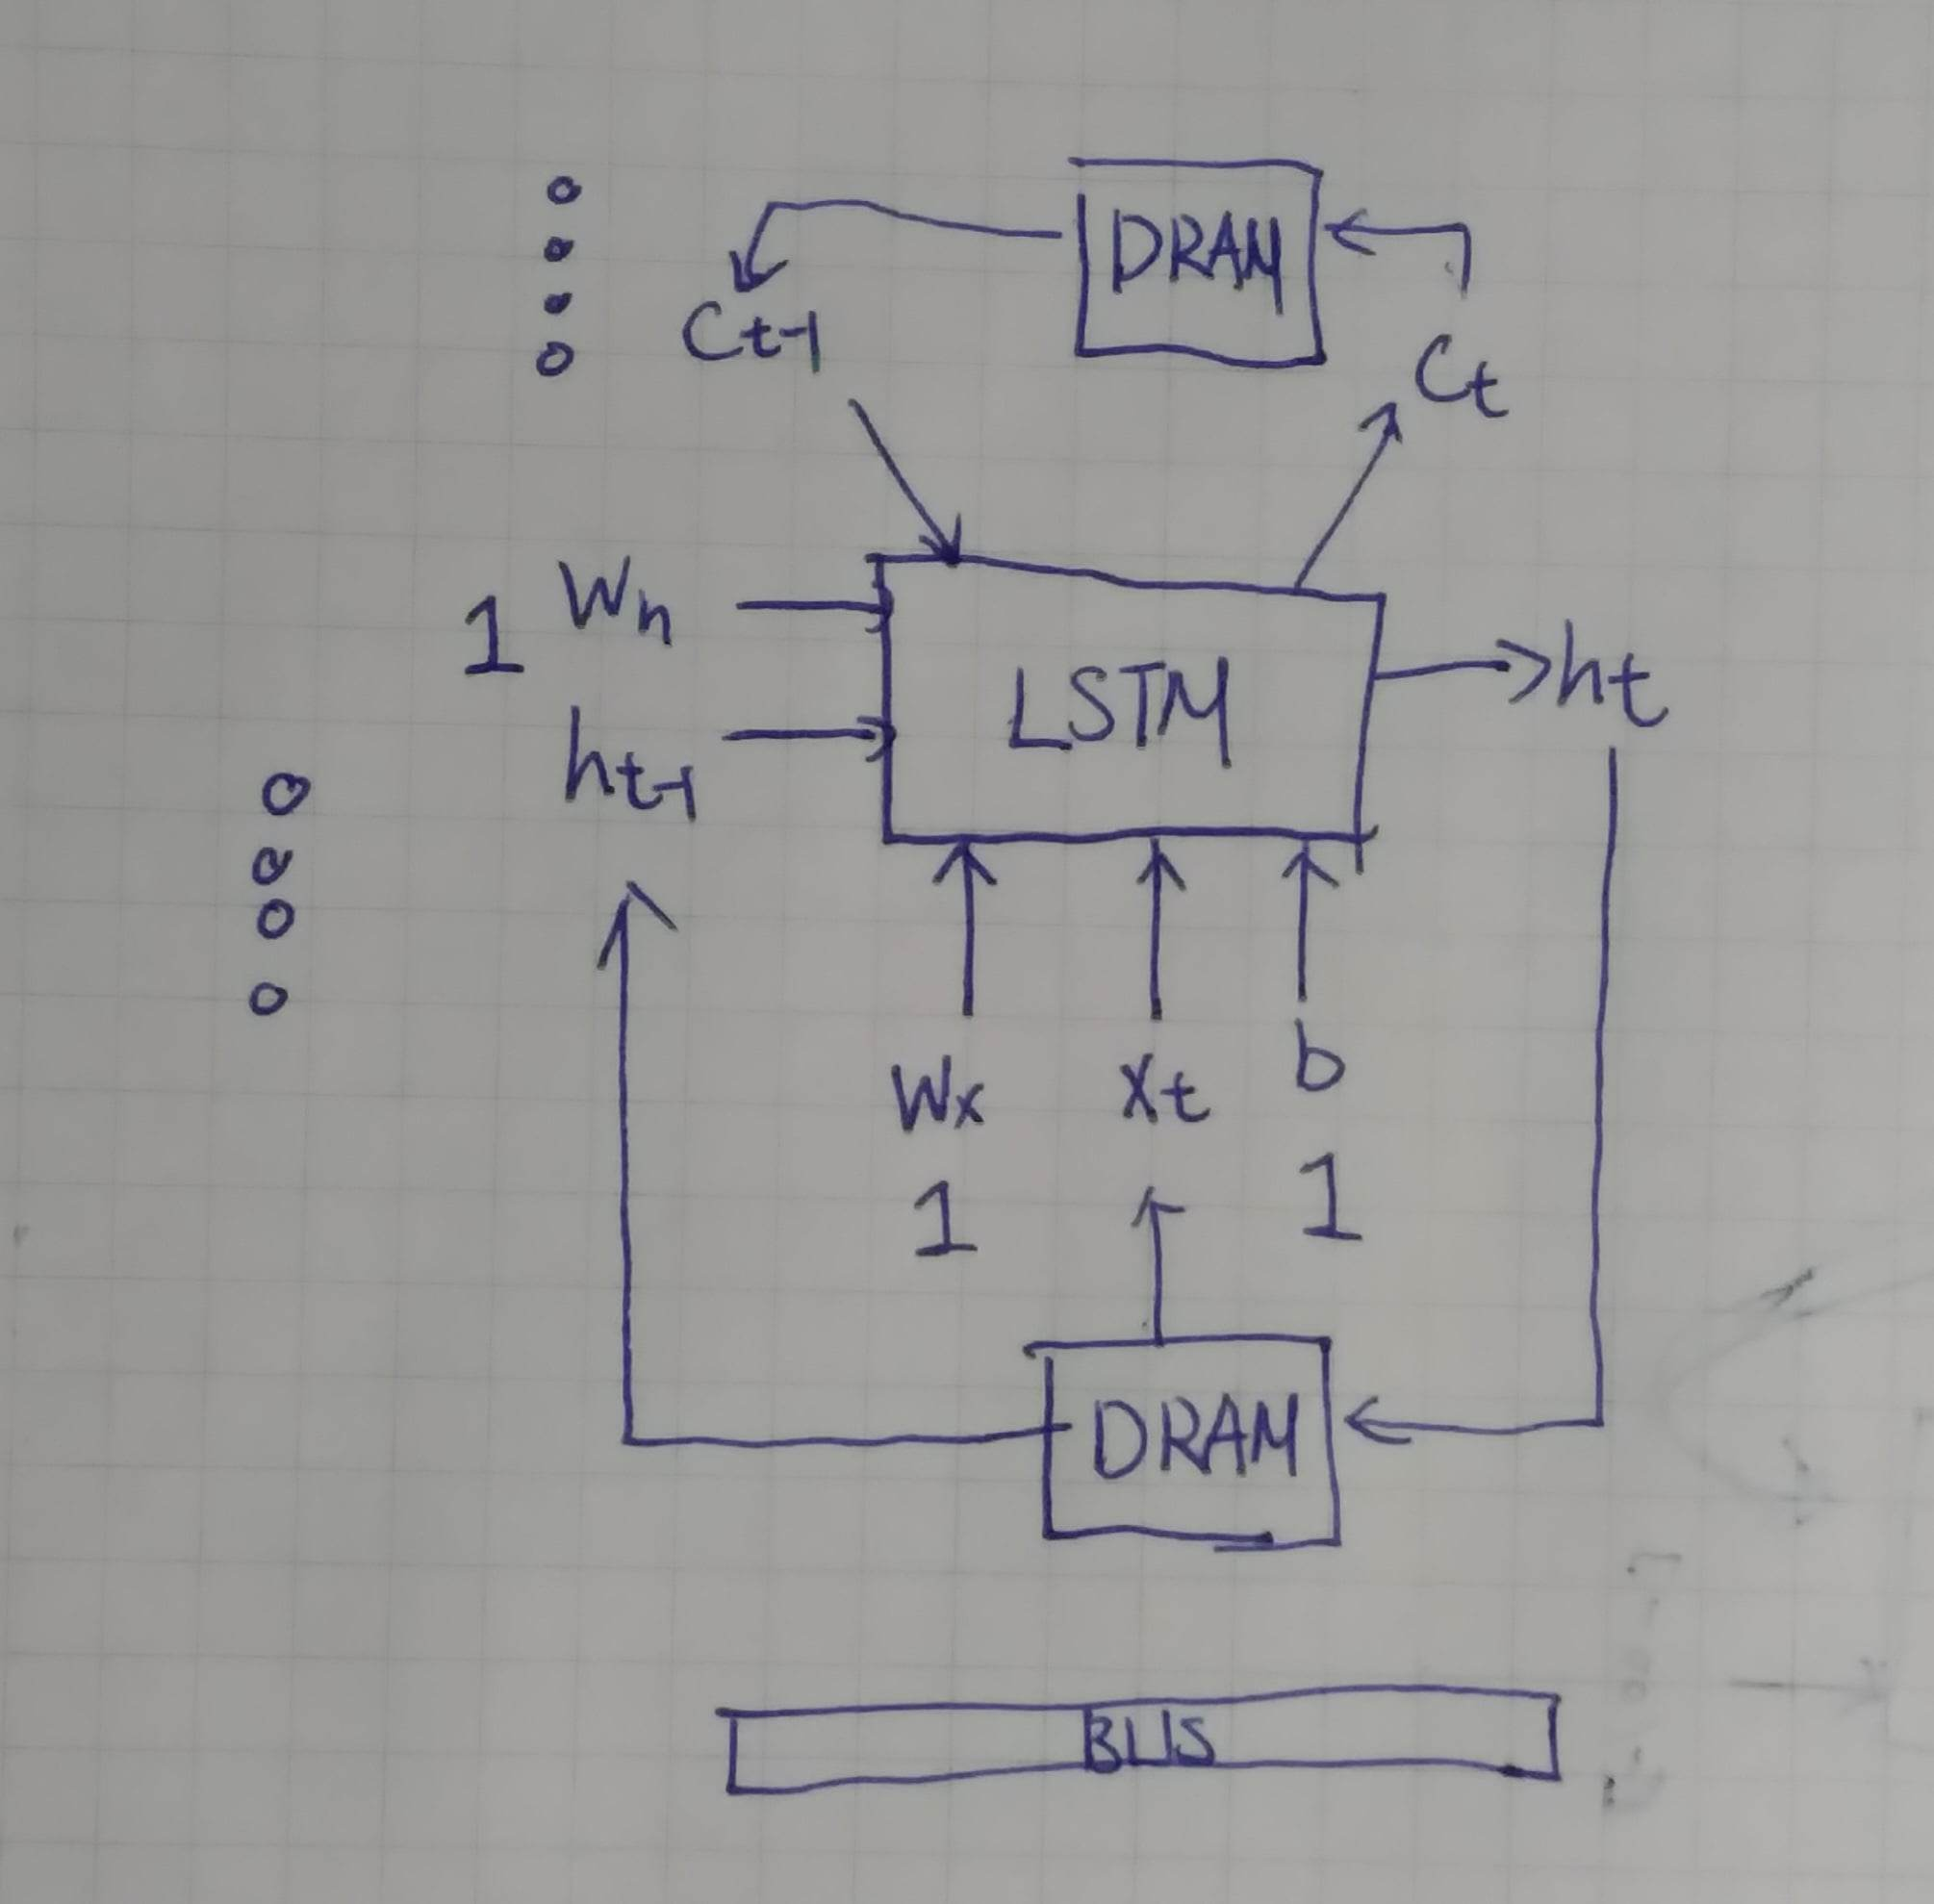 DRAM
Ct-1
Ct
1 Wh
LSTM
ht
ht-1
Wx Xt b
1 1
DRAM
BUS